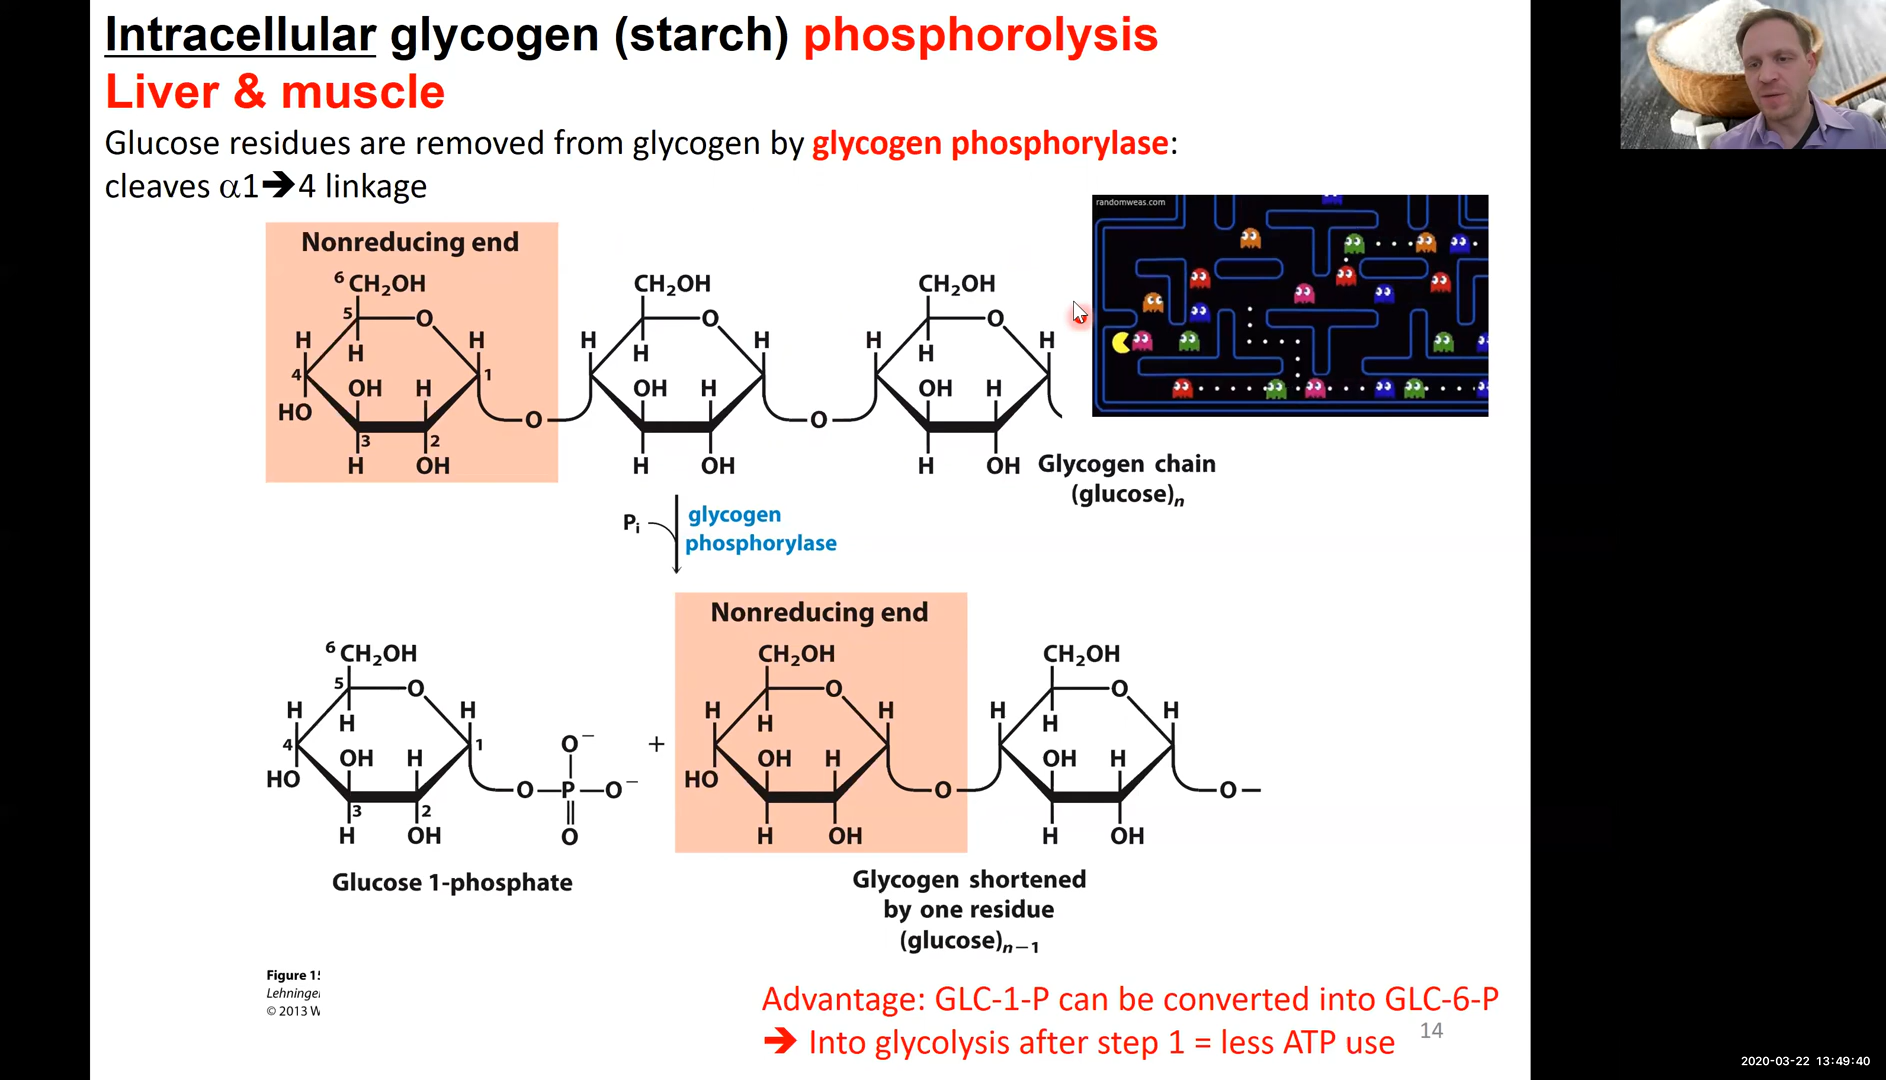 Intracellular glycogen (starch) phosphorolysis
Liver & muscle
Glucose residues are removed from glycogen by glycogen phosphorylase:
cleaves α1➔4 linkage
randomweas.com
Nonreducing end
6 CH₂OH CH₂OH CH₂OH
5 O O O
H H H H H H
H H H
4 OH H 1 OH H OH H
HO O O
3 2
H OH H OH H OH
Glycogen chain
(glucose)ₙ
Pᵢ glycogen
phosphorylase
Nonreducing end
6 CH₂OH CH₂OH CH₂OH
5 O O O
H H H H H H
H H H
4 OH H 1 O⁻ + OH H OH H
HO O—P—O⁻ HO O O
3 2
H OH O H OH H OH
Glucose 1-phosphate
Glycogen shortened
by one residue
(glucose)ₙ₋₁
Figure 15
Lehninger
© 2013 W
Advantage: GLC-1-P can be converted into GLC-6-P
➔ Into glycolysis after step 1 = less ATP use
14
2020-03-22 13:49:40